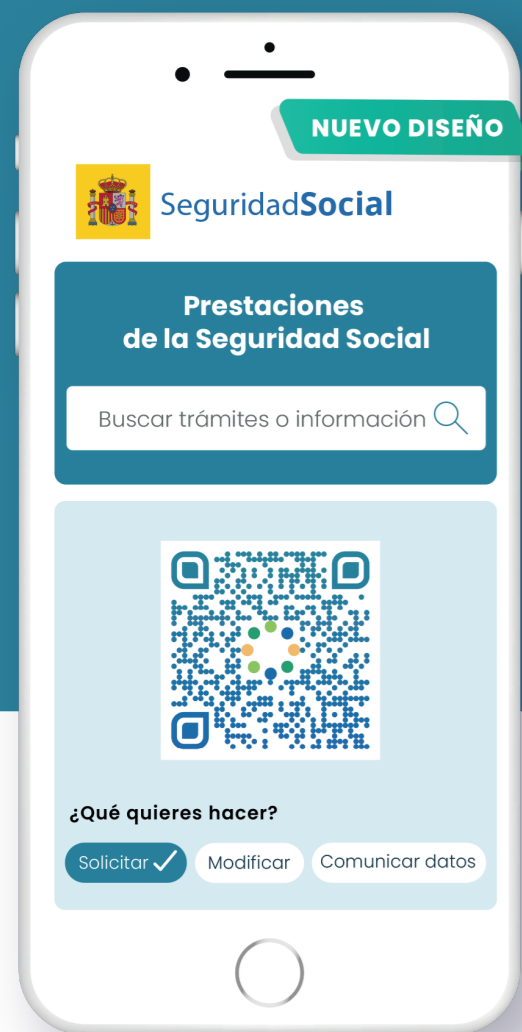 NUEVO DISEÑO
SeguridadSocial
Prestaciones
de la Seguridad Social
Buscar trámites o información
¿Qué quieres hacer?
Solicitar Modificar Comunicar datos